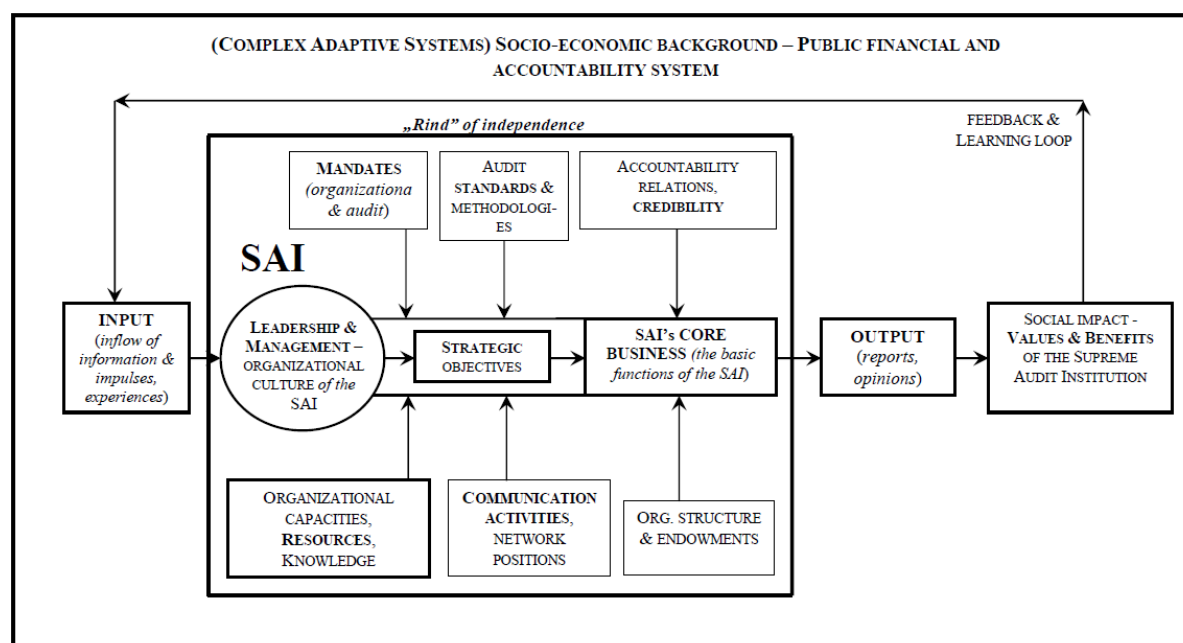 (COMPLEX ADAPTIVE SYSTEMS) SOCIO-ECONOMIC BACKGROUND – PUBLIC FINANCIAL AND
ACCOUNTABILITY SYSTEM
„Rind” of independence
FEEDBACK &
LEARNING LOOP
MANDATES
(organizationa
& audit)
AUDIT
STANDARDS &
METHODOLOGI-
ES
ACCOUNTABILITY
RELATIONS,
CREDIBILITY
SAI
INPUT
(inflow of
information &
impulses,
experiences)
LEADERSHIP &
MANAGEMENT –
ORGANIZATIONAL
CULTURE of the
SAI
STRATEGIC
OBJECTIVES
SAI's CORE
BUSINESS (the basic
functions of the SAI)
OUTPUT
(reports,
opinions)
SOCIAL IMPACT -
VALUES & BENEFITS
OF THE SUPREME
AUDIT INSTITUTION
ORGANIZATIONAL
CAPACITIES,
RESOURCES,
KNOWLEDGE
COMMUNICATION
ACTIVITIES,
NETWORK
POSITIONS
ORG. STRUCTURE
& ENDOWMENTS